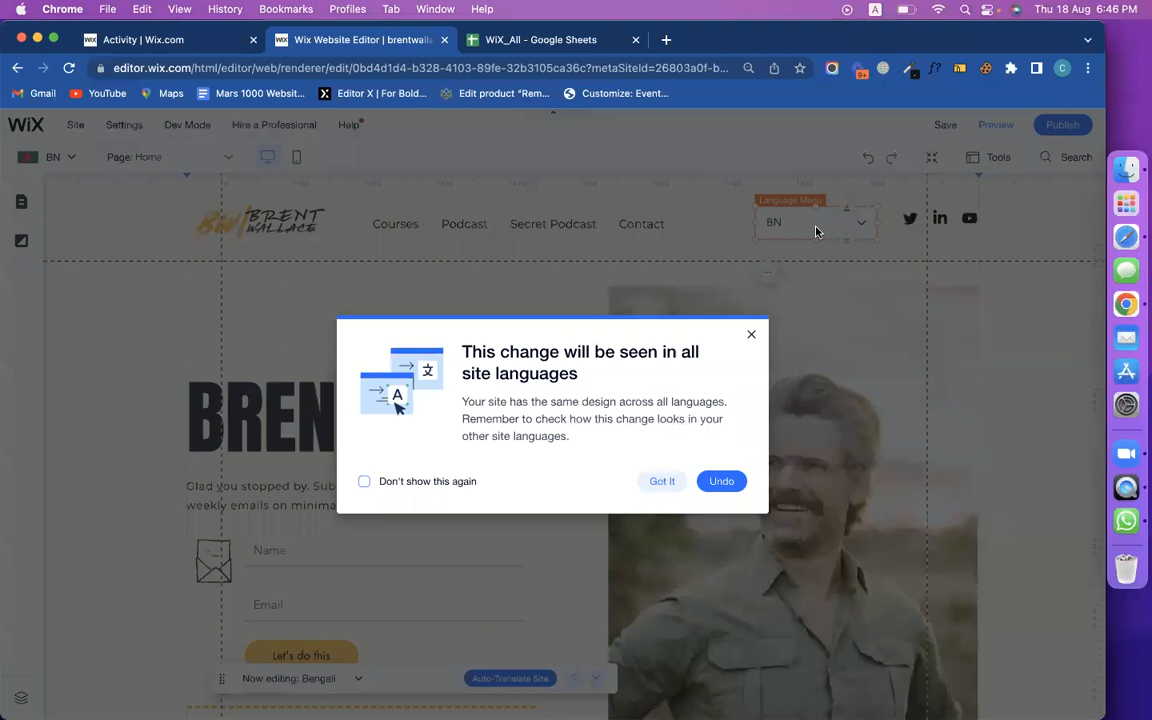 Chrome File Edit View History Bookmarks Profiles Tab Window Help
A Thu 18 Aug 6:46 PM
WiX Activity | Wix.com
WiX Wix Website Editor | brentwalla
WiX_All - Google Sheets
editor.wix.com/html/editor/web/renderer/edit/0bd4d1d4-b328-4103-89fe-32b3105ca36c?metaSiteId=26803a0f-b...
9+
C
Gmail YouTube Maps Mars 1000 Websit... Editor X | For Bold... Edit product “Rem... Customize: Event...
WiX Site Settings Dev Mode Hire a Professional Help
Save Preview Publish
BN Page: Home
Tools Search
Language Menu
BW BRENT
WALLACE
Courses Podcast Secret Podcast Contact
BN
This change will be seen in all
site languages
Your site has the same design across all languages.
Remember to check how this change looks in your
other site languages.
文
A
Don't show this again
Got It Undo
BREN
Glad you stopped by. Sub
weekly emails on minima
Name
Email
Let's do this
Now editing: Bengali
Auto-Translate Site